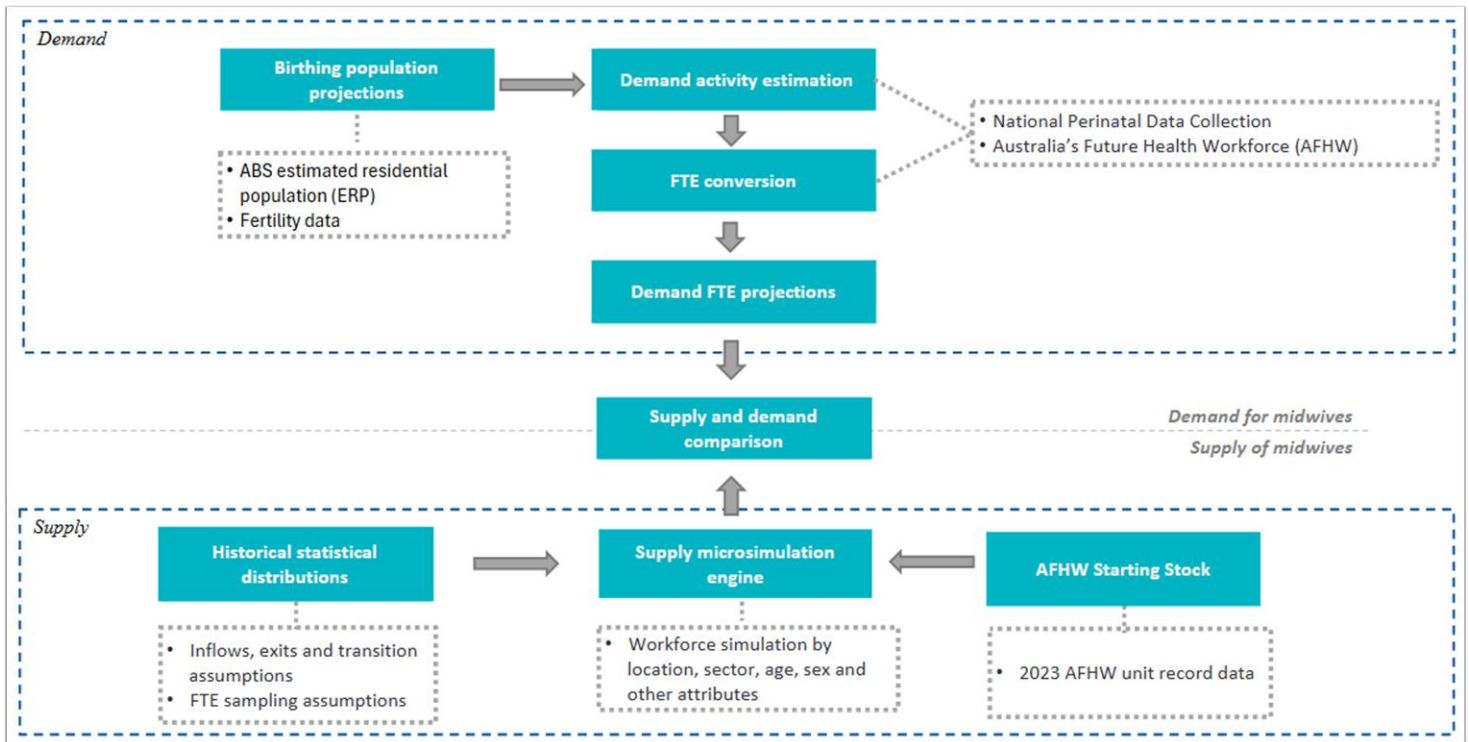 Demand
Birthing population
projections
Demand activity estimation
• National Perinatal Data Collection
• Australia's Future Health Workforce (AFHW)
• ABS estimated residential
population (ERP)
• Fertility data
FTE conversion
Demand FTE projections
Supply and demand
comparison
Demand for midwives
Supply of midwives
Supply
Historical statistical
distributions
Supply microsimulation
engine
AFHW Starting Stock
• Inflows, exits and transition
assumptions
• FTE sampling assumptions
• Workforce simulation by
location, sector, age, sex and
other attributes
• 2023 AFHW unit record data